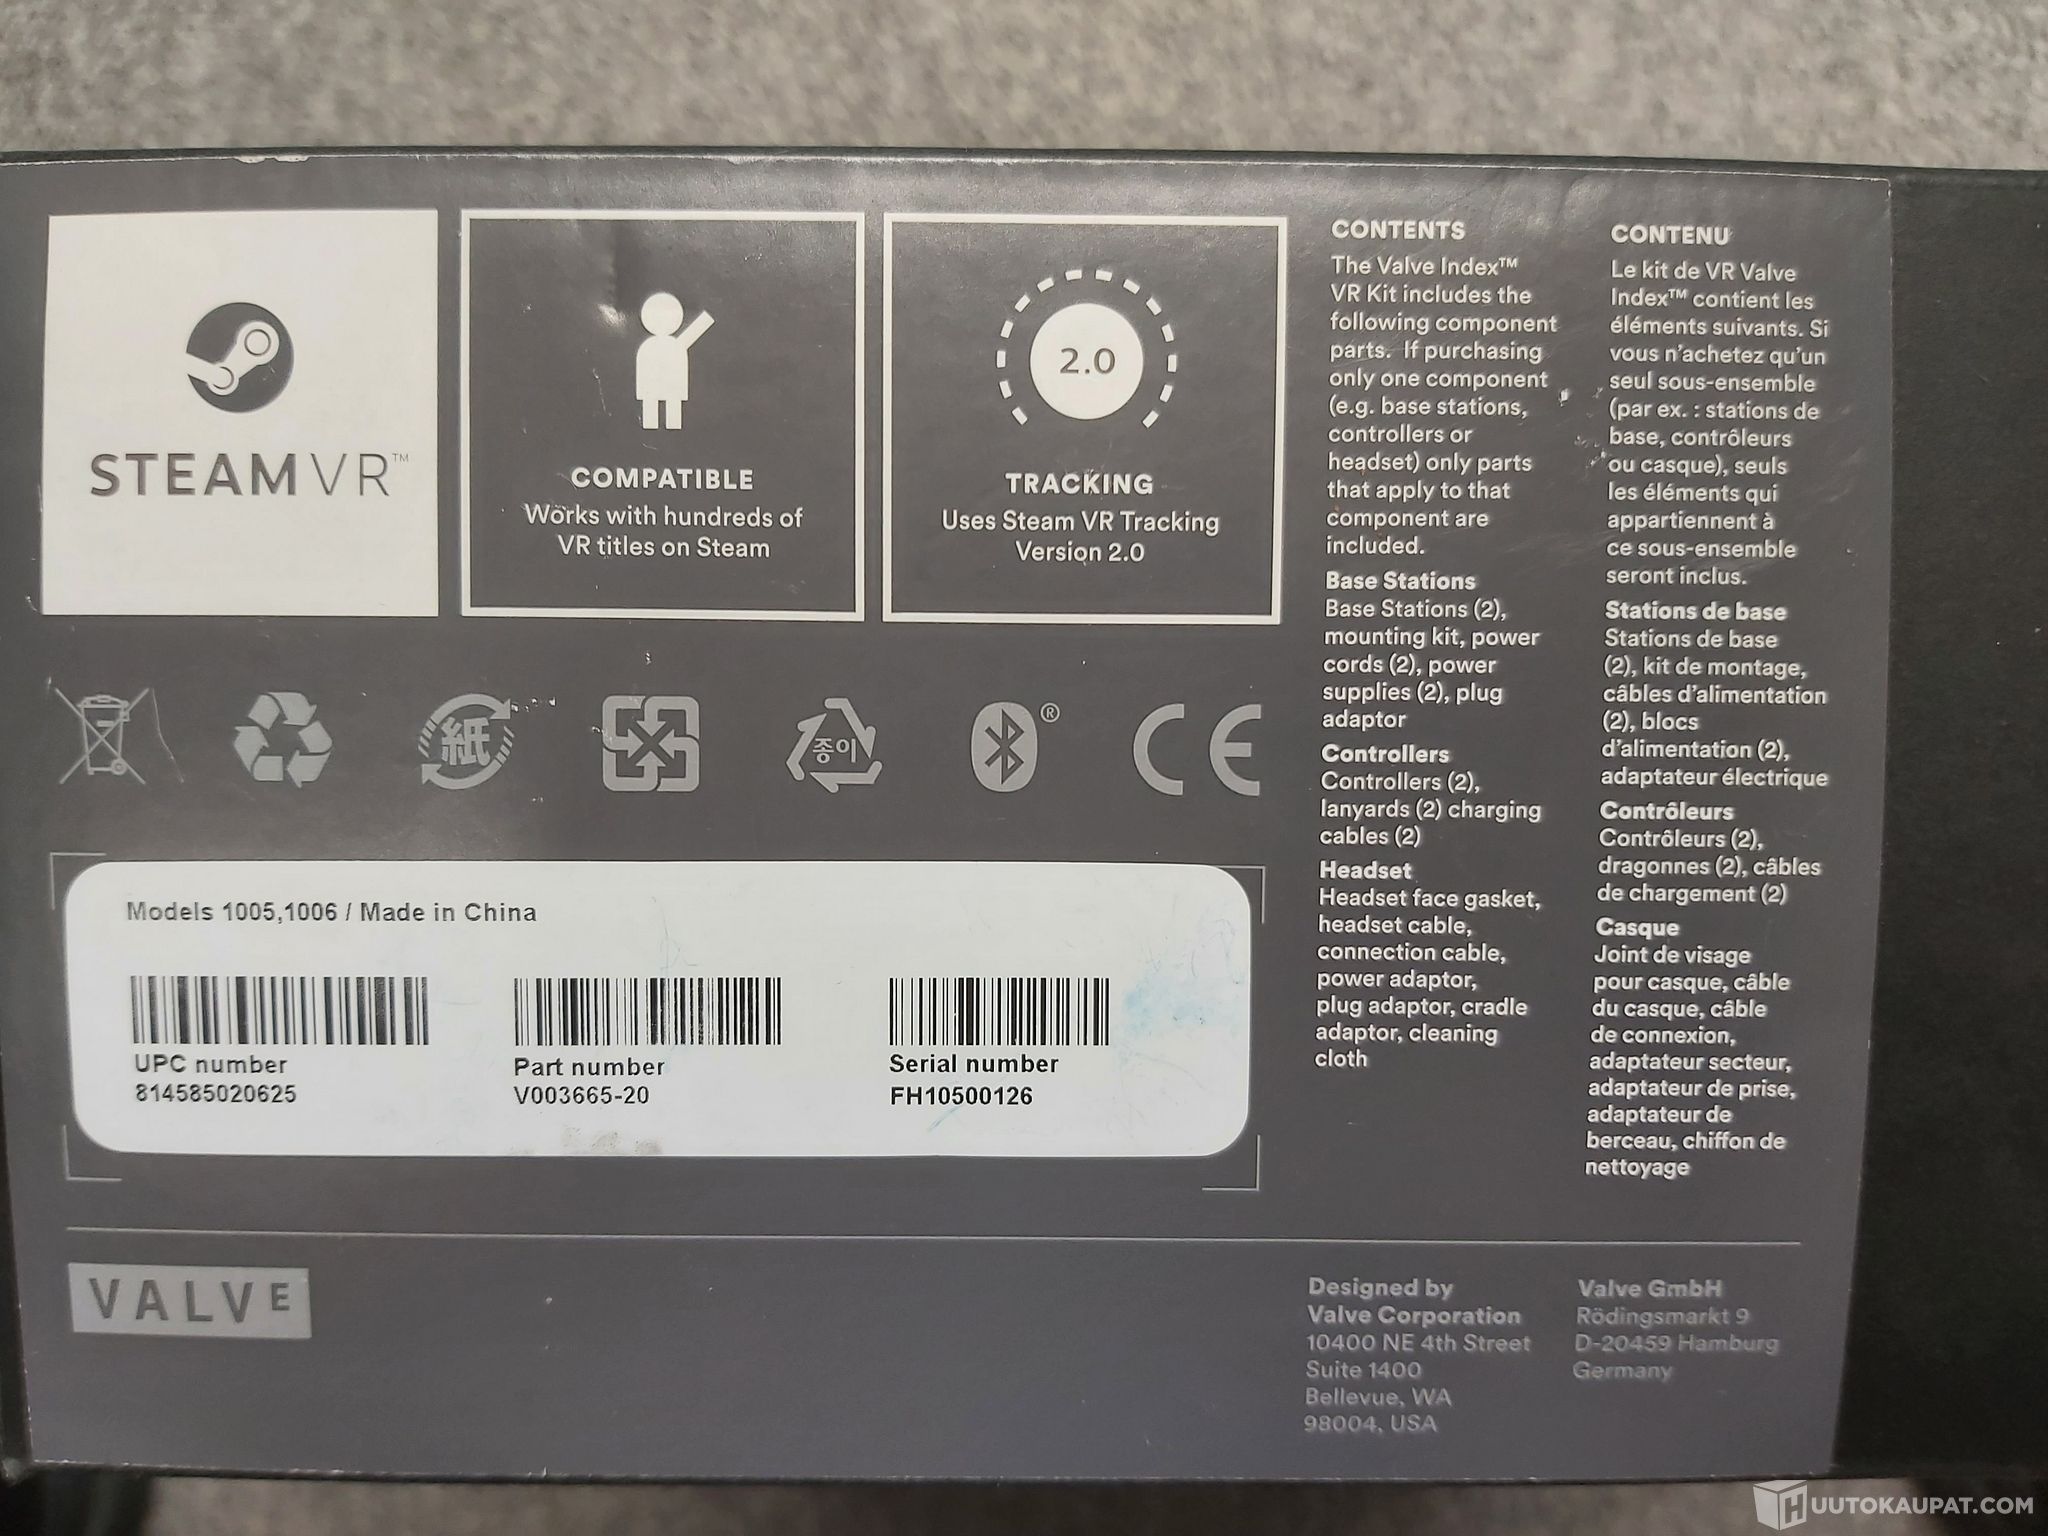 STEAMVR™
COMPATIBLE
Works with hundreds of
VR titles on Steam
2.0
TRACKING
Uses Steam VR Tracking
Version 2.0
CONTENTS
The Valve Index™
VR Kit includes the
following component
parts. If purchasing
only one component
(e.g. base stations,
controllers or
headset) only parts
that apply to that
component are
included.
Base Stations
Base Stations (2),
mounting kit, power
cords (2), power
supplies (2), plug
adaptor
Controllers
Controllers (2),
lanyards (2) charging
cables (2)
Headset
Headset face gasket,
headset cable,
connection cable,
power adaptor,
plug adaptor, cradle
adaptor, cleaning
cloth
CONTENU
Le kit de VR Valve
Index™ contient les
éléments suivants. Si
vous n'achetez qu'un
seul sous-ensemble
(par ex. : stations de
base, contrôleurs
ou casque), seuls
les éléments qui
appartiennent à
ce sous-ensemble
seront inclus.
Stations de base
Stations de base
(2), kit de montage,
câbles d'alimentation
(2), blocs
d'alimentation (2),
adaptateur électrique
Contrôleurs
Contrôleurs (2),
dragonnes (2), câbles
de chargement (2)
Casque
Joint de visage
pour casque, câble
du casque, câble
de connexion,
adaptateur secteur,
adaptateur de prise,
adaptateur de
berceau, chiffon de
nettoyage
紙
종이
®
CE
Models 1005,1006 / Made in China
UPC number
814585020625
Part number
V003665-20
Serial number
FH10500126
VALVE
Designed by
Valve Corporation
10400 NE 4th Street
Suite 1400
Bellevue, WA
98004, USA
Valve GmbH
Rödingsmarkt 9
D-20459 Hamburg
Germany
HUUTOKAUPAT.COM